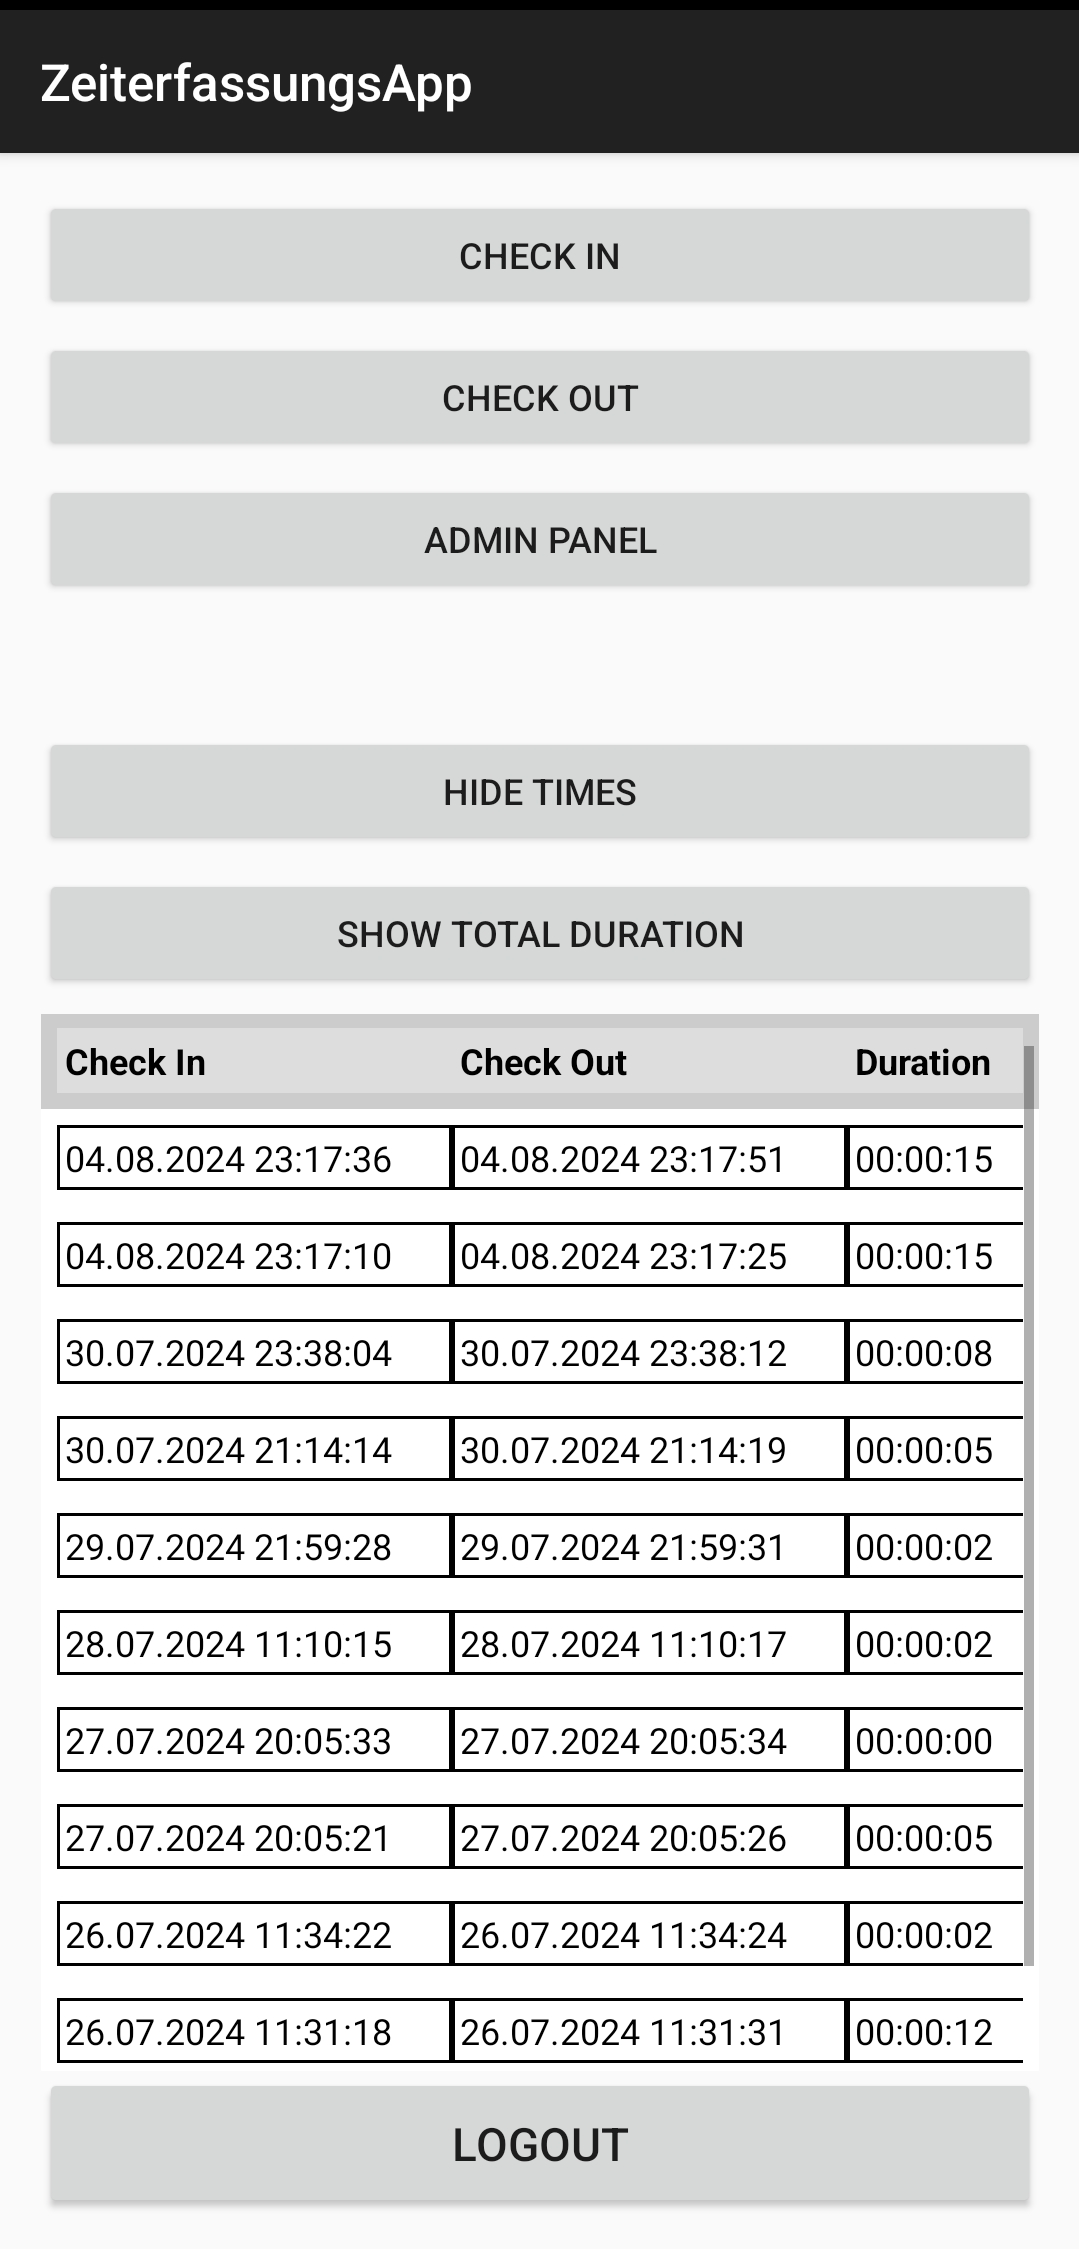 ZeiterfassungsApp
CHECK IN
CHECK OUT
ADMIN PANEL
HIDE TIMES
SHOW TOTAL DURATION
Check In Check Out Duration
04.08.2024 23:17:36 04.08.2024 23:17:51 00:00:15
04.08.2024 23:17:10 04.08.2024 23:17:25 00:00:15
30.07.2024 23:38:04 30.07.2024 23:38:12 00:00:08
30.07.2024 21:14:14 30.07.2024 21:14:19 00:00:05
29.07.2024 21:59:28 29.07.2024 21:59:31 00:00:02
28.07.2024 11:10:15 28.07.2024 11:10:17 00:00:02
27.07.2024 20:05:33 27.07.2024 20:05:34 00:00:00
27.07.2024 20:05:21 27.07.2024 20:05:26 00:00:05
26.07.2024 11:34:22 26.07.2024 11:34:24 00:00:02
26.07.2024 11:31:18 26.07.2024 11:31:31 00:00:12
LOGOUT